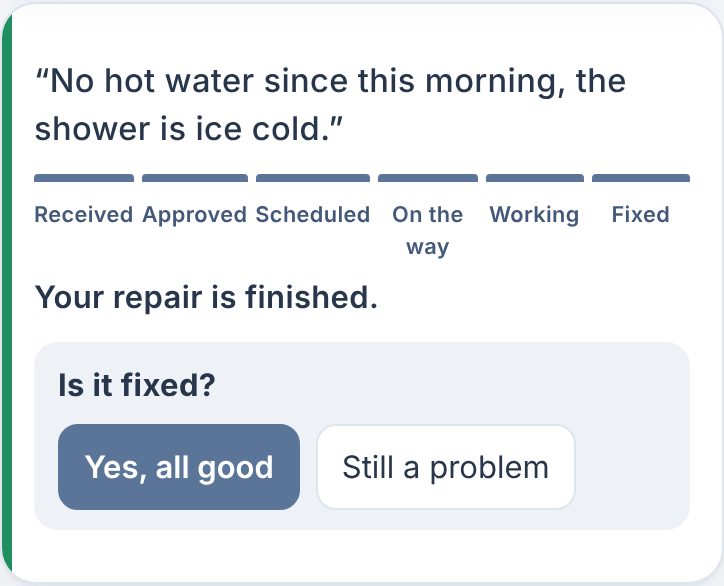 “No hot water since this morning, the
shower is ice cold.”
Received Approved Scheduled On the way Working Fixed
Your repair is finished.
Is it fixed?
Yes, all good Still a problem